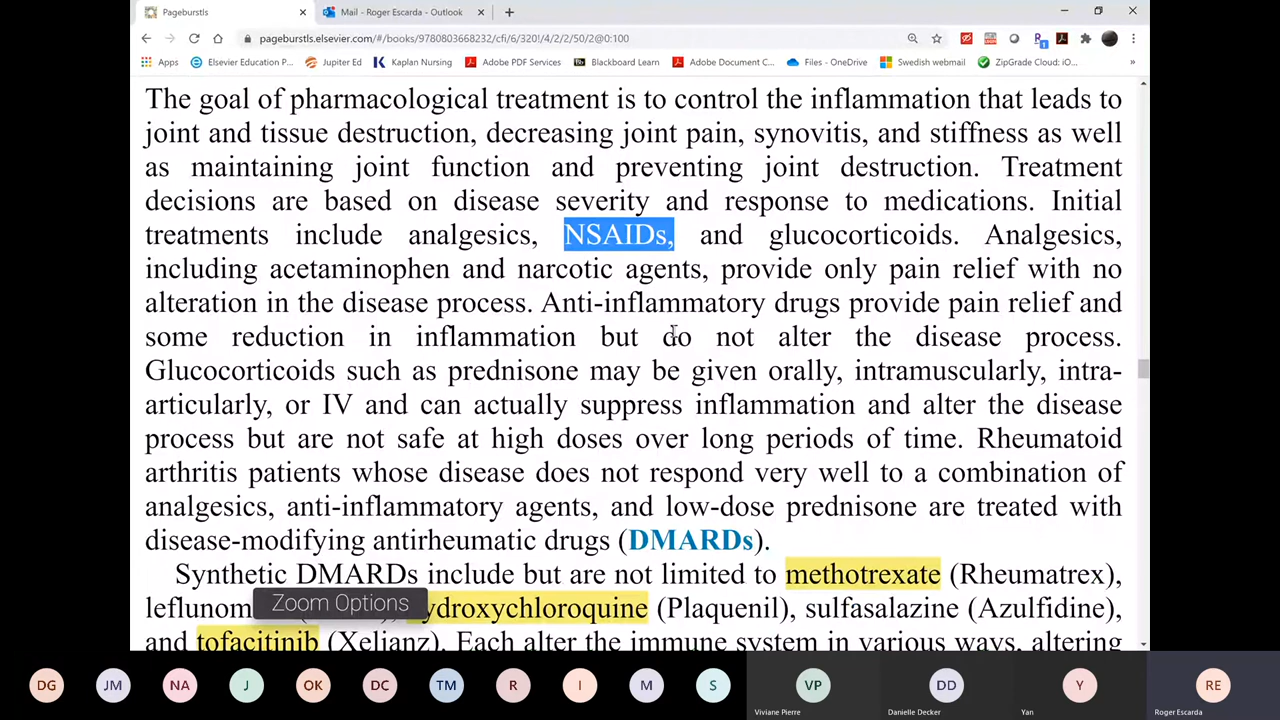 Pageburstls
Mail - Roger Escarda - Outlook
pageburstls.elsevier.com/#/books/9780803668232/cfi/6/320!/4/2/2/50/2@0:100
Apps
Elsevier Education P...
Jupiter Ed
Kaplan Nursing
Adobe PDF Services
Blackboard Learn
Adobe Document C...
Files - OneDrive
Swedish webmail
ZipGrade Cloud: iO...
The goal of pharmacological treatment is to control the inflammation that leads to
joint and tissue destruction, decreasing joint pain, synovitis, and stiffness as well
as maintaining joint function and preventing joint destruction. Treatment
decisions are based on disease severity and response to medications. Initial
treatments include analgesics, NSAIDs, and glucocorticoids. Analgesics,
including acetaminophen and narcotic agents, provide only pain relief with no
alteration in the disease process. Anti-inflammatory drugs provide pain relief and
some reduction in inflammation but do not alter the disease process.
Glucocorticoids such as prednisone may be given orally, intramuscularly, intra-
articularly, or IV and can actually suppress inflammation and alter the disease
process but are not safe at high doses over long periods of time. Rheumatoid
arthritis patients whose disease does not respond very well to a combination of
analgesics, anti-inflammatory agents, and low-dose prednisone are treated with
disease-modifying antirheumatic drugs (DMARDs).
Synthetic DMARDs include but are not limited to methotrexate (Rheumatrex),
leflunom ydroxychloroquine (Plaquenil), sulfasalazine (Azulfidine),
Zoom Options
and tofacitinib (Xeljanz). Each alter the immune system in various ways, altering
DG
JM
NA
J
OK
DC
TM
R
I
M
S
VP
DD
Y
RE
Viviane Pierre
Danielle Decker
Yan
Roger Escarda